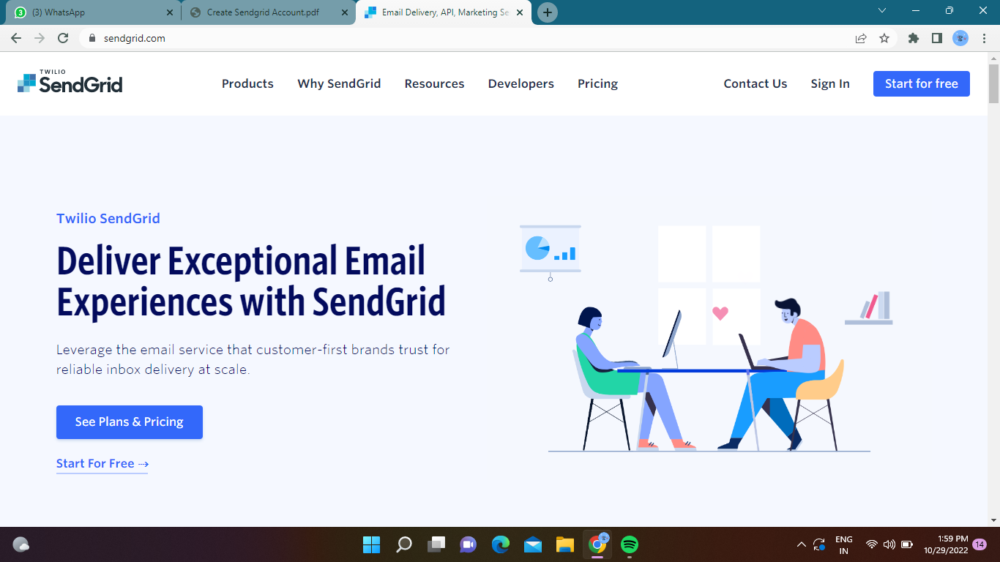 (3) WhatsApp
Create Sendgrid Account.pdf
Email Delivery, API, Marketing Se
sendgrid.com
TWILIO
SendGrid
Products
Why SendGrid
Resources
Developers
Pricing
Contact Us
Sign In
Start for free
Twilio SendGrid
Deliver Exceptional Email
Experiences with SendGrid
Leverage the email service that customer-first brands trust for
reliable inbox delivery at scale.
See Plans & Pricing
Start For Free
ENG
IN
1:59 PM
10/29/2022
14